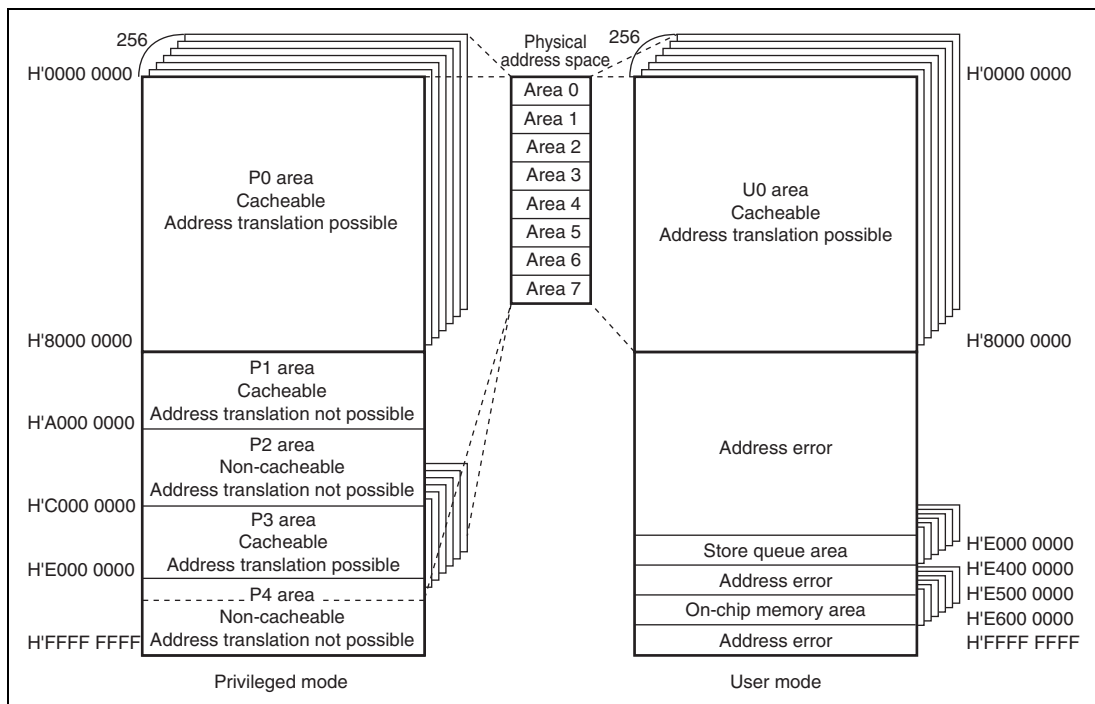 256
H'0000 0000
P0 area
Cacheable
Address translation possible
H'8000 0000
P1 area
Cacheable
Address translation not possible
H'A000 0000
P2 area
Non-cacheable
Address translation not possible
H'C000 0000
P3 area
Cacheable
Address translation possible
H'E000 0000
P4 area
Non-cacheable
Address translation not possible
H'FFFF FFFF
Privileged mode
Physical
address space
Area 0
Area 1
Area 2
Area 3
Area 4
Area 5
Area 6
Area 7
256
H'0000 0000
U0 area
Cacheable
Address translation possible
H'8000 0000
Address error
Store queue area
H'E000 0000
Address error
H'E400 0000
On-chip memory area
H'E500 0000
Address error
H'E600 0000
H'FFFF FFFF
User mode